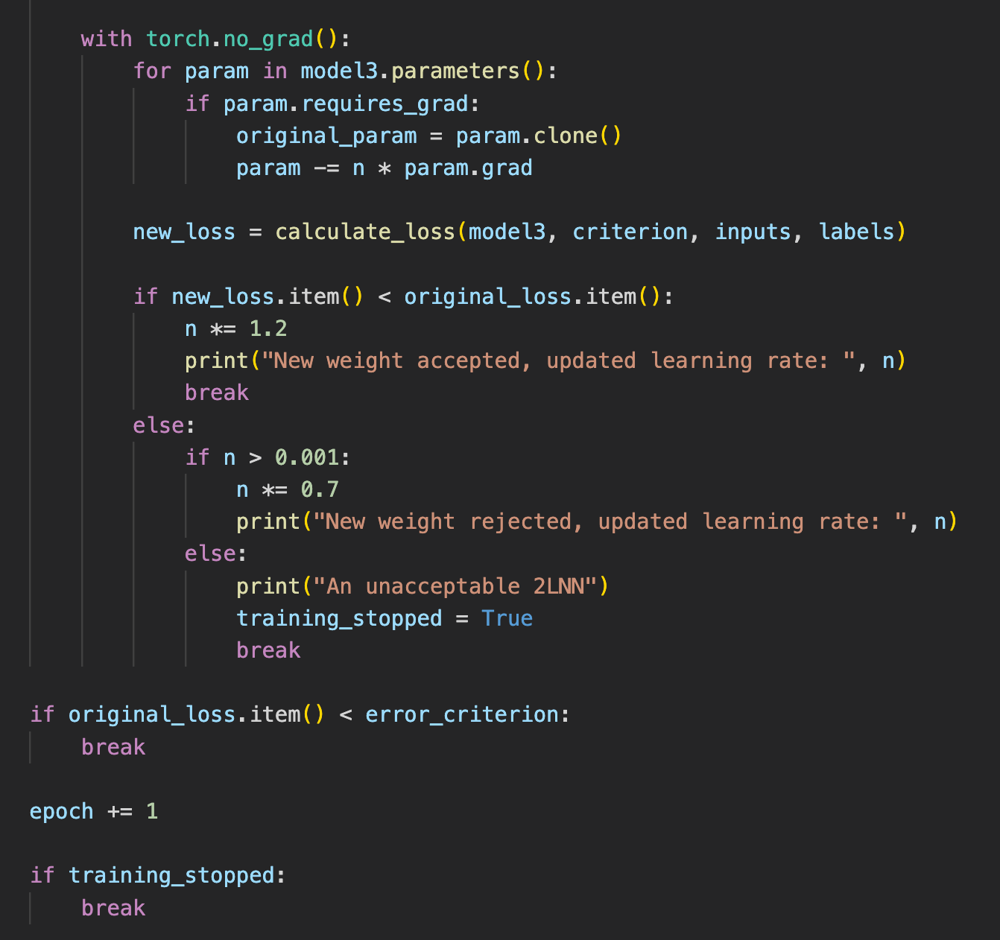 with torch.no_grad():
for param in model3.parameters():
if param.requires_grad:
original_param = param.clone()
param -= n * param.grad
new_loss = calculate_loss(model3, criterion, inputs, labels)
if new_loss.item() < original_loss.item():
n *= 1.2
print("New weight accepted, updated learning rate: ", n)
break
else:
if n > 0.001:
n *= 0.7
print("New weight rejected, updated learning rate: ", n)
else:
print("An unacceptable 2LNN")
training_stopped = True
break
if original_loss.item() < error_criterion:
break
epoch += 1
if training_stopped:
break